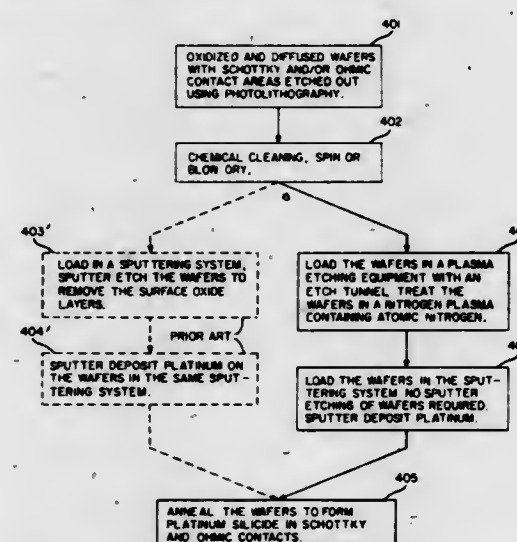 401
OXIDIZED AND DIFFUSED WAFERS
WITH SCHOTTKY AND/OR OHMIC
CONTACT AREAS ETCHED OUT
USING PHOTOLITHOGRAPHY.
402
CHEMICAL CLEANING, SPIN OR
BLOW DRY.
403'
LOAD IN A SPUTTERING SYSTEM,
SPUTTER ETCH THE WAFERS TO
REMOVE THE SURFACE OXIDE
LAYERS.
40
LOAD THE WAFERS IN A PLASMA
ETCHING EQUIPMENT WITH AN
ETCH TUNNEL, TREAT THE
WAFERS IN A NITROGEN PLASMA
CONTAINING ATOMIC NITROGEN.
PRIOR ART
404'
SPUTTER DEPOSIT PLATINUM ON
THE WAFERS IN THE SAME SPUT-
TERING SYSTEM.
40
LOAD THE WAFERS IN THE SPUT-
TERING SYSTEM NO SPUTTER
ETCHING OF WAFERS REQUIRED.
SPUTTER DEPOSIT PLATINUM.
405
ANNEAL THE WAFERS TO FORM
PLATINUM SILICIDE IN SCHOTTKY
AND OHMIC CONTACTS.